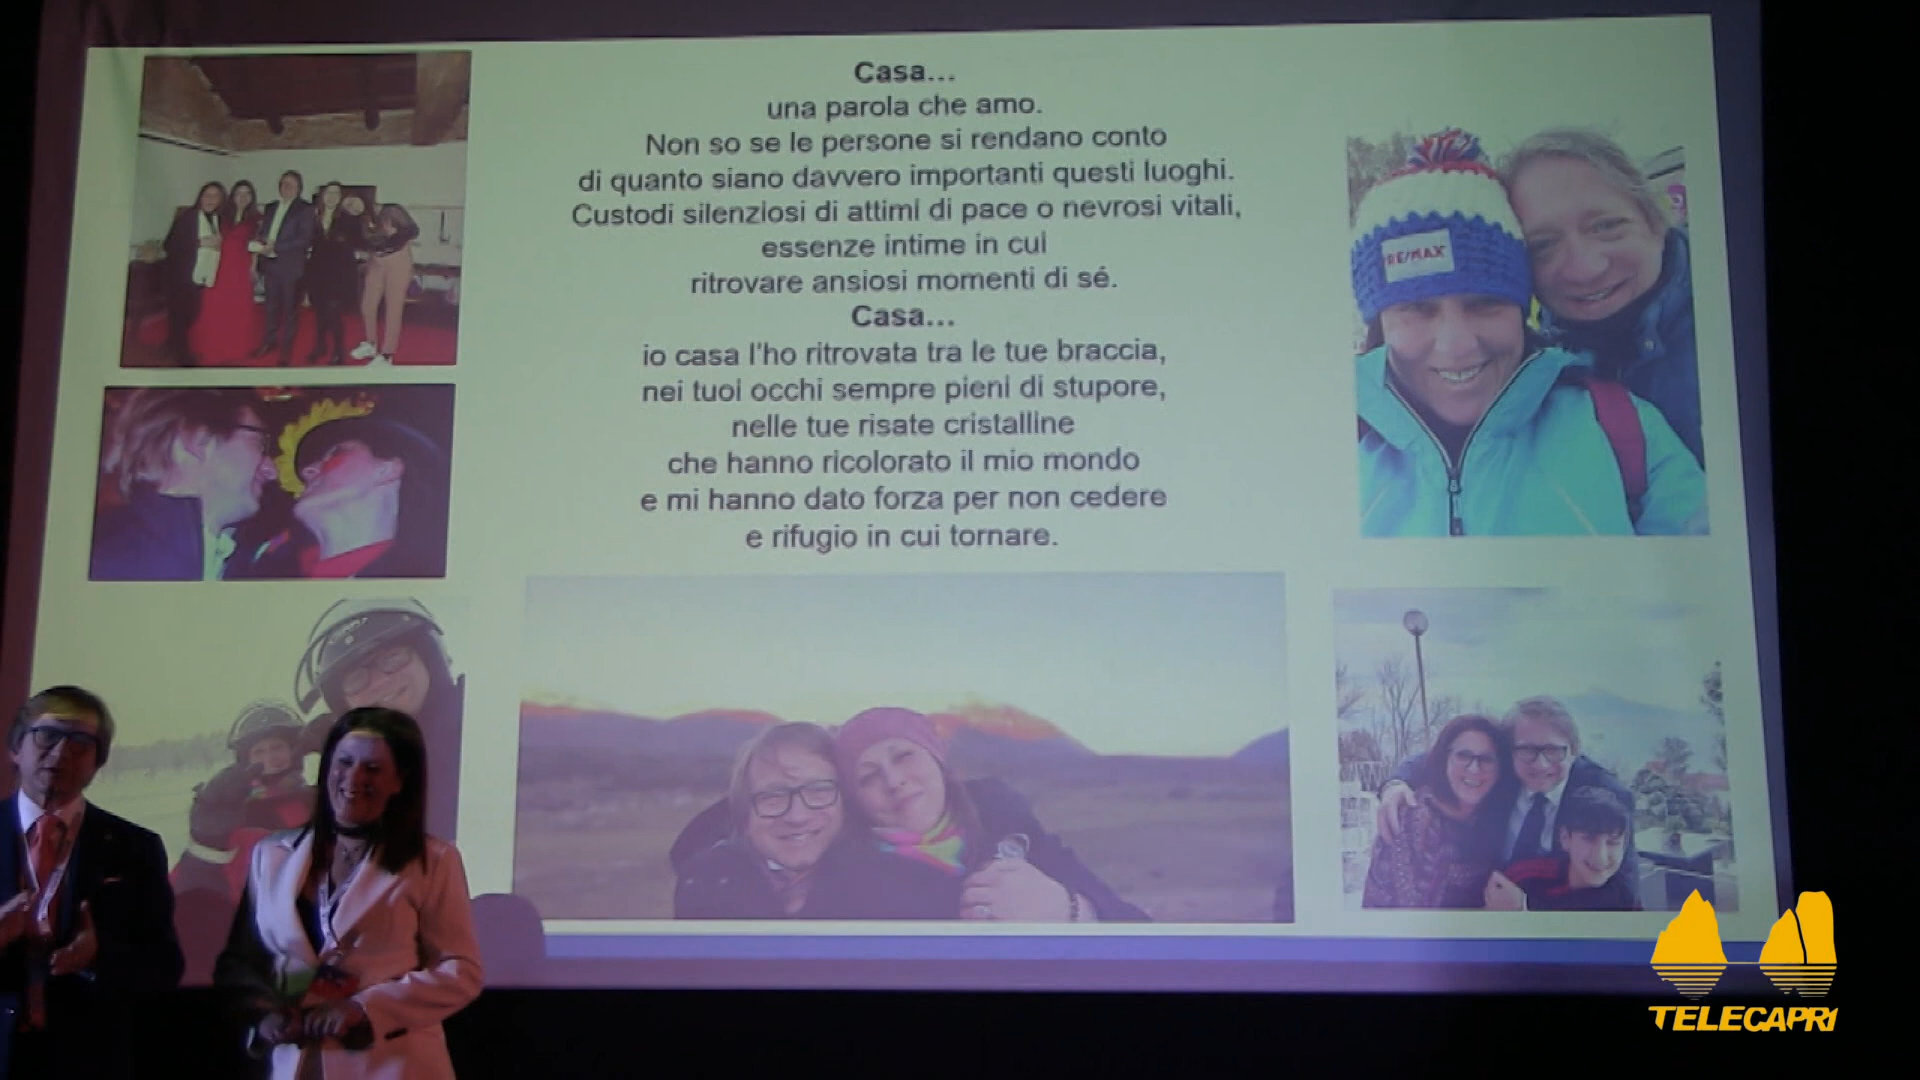 Casa...
una parola che amo.
Non so se le persone si rendano conto
di quanto siano davvero importanti questi luoghi.
Custodi silenziosi di attimi di pace o nevrosi vitali,
essenze intime in cui
ritrovare ansiosi momenti di sé.
Casa...
io casa l'ho ritrovata tra le tue braccia,
nei tuoi occhi sempre pieni di stupore,
nelle tue risate cristalline
che hanno ricolorato il mio mondo
e mi hanno dato forza per non cedere
e rifugio in cui tornare.
RE/MAX
TELECAPRI